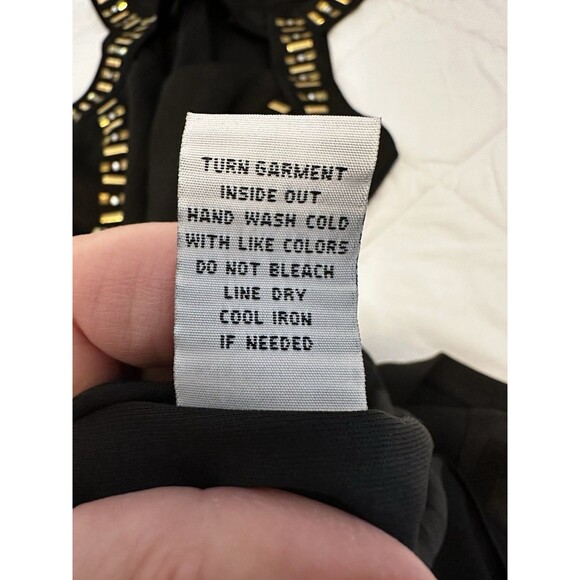 TURN GARMENT
INSIDE OUT
HAND WASH COLD
WITH LIKE COLORS
DO NOT BLEACH
LINE DRY
COOL IRON
IF NEEDED